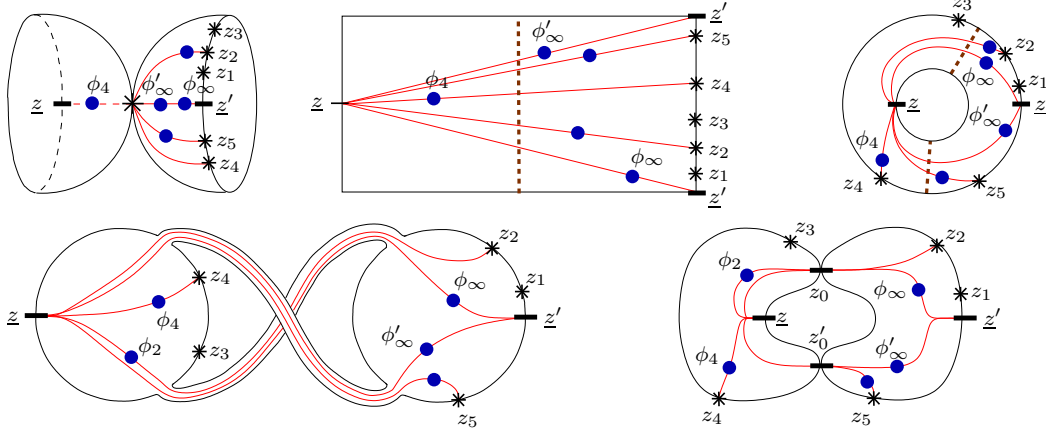 z₃
z₂
z₁
ϕ₄ ϕ′∞ ϕ∞
z z′
z₅
z₄
z′
ϕ′∞ z₅
ϕ₄ z₄
z
z₃
z₂
ϕ∞ z₁
z′
z₃
z₂
ϕ∞
z₁
z z
ϕ′∞
ϕ₄
z₄ z₅
z₂
z₄
ϕ∞ z₁
z ϕ₄ z′
ϕ′∞
ϕ₂ z₃
z₅
z₃ z₂
ϕ₂
z₀ ϕ∞ z₁
z z′
z′₀
ϕ₄ ϕ′∞
z₄ z₅